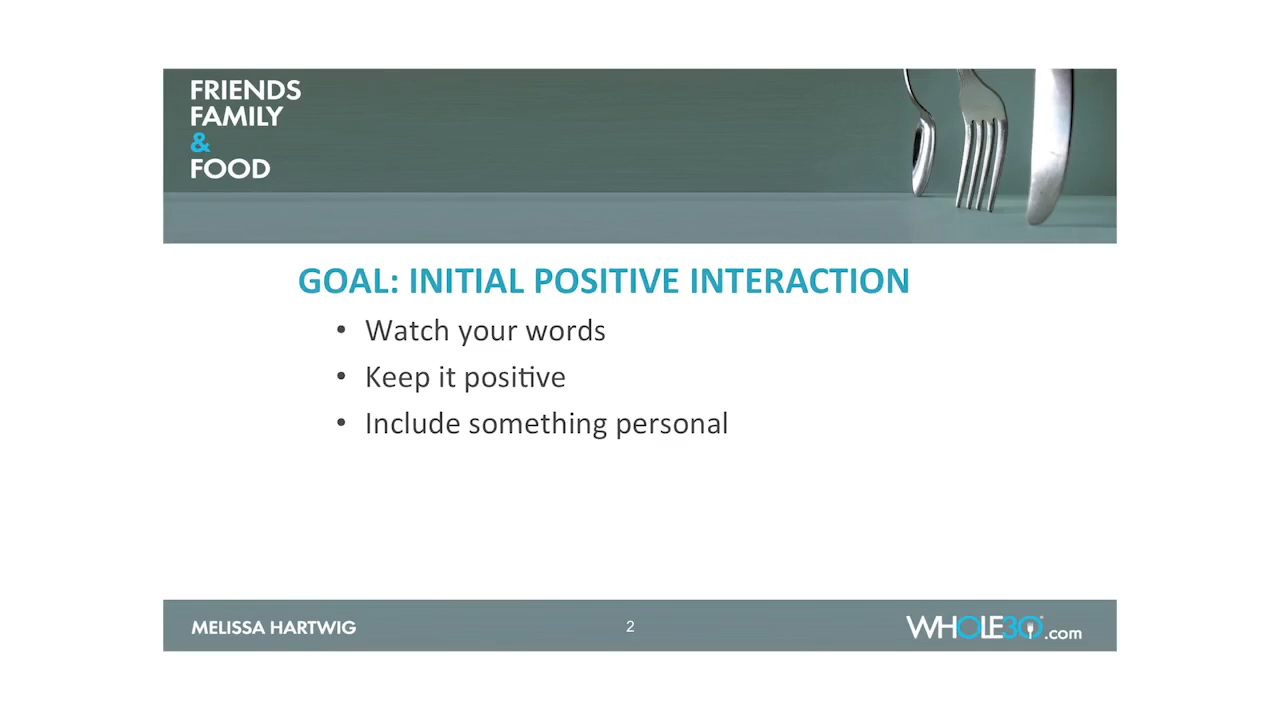 FRIENDS
FAMILY
&
FOOD
GOAL: INITIAL POSITIVE INTERACTION
• Watch your words
• Keep it positive
• Include something personal
MELISSA HARTWIG
2
WHOLE30.com